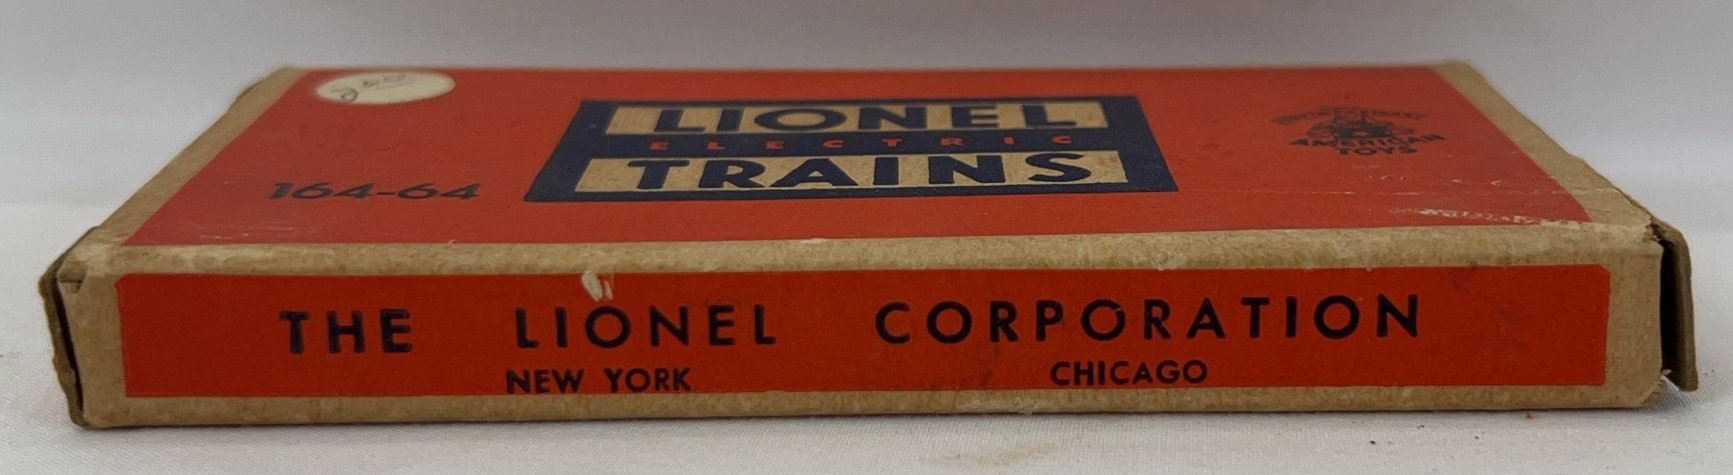 164-64
LIONEL
ELECTRIC
TRAINS
AMERICAN
TOYS
THE LIONEL CORPORATION
NEW YORK CHICAGO